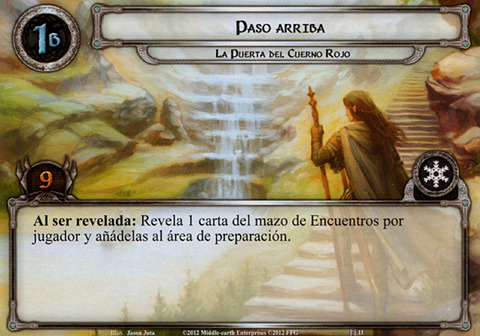 1B
Paso arriba
La Puerta del Cuerno Rojo
9
Al ser revelada: Revela 1 carta del mazo de Encuentros por
jugador y añádelas al área de preparación.
Illus. Jason Juta ©2012 Middle-earth Enterprises ©2012 FFG 11